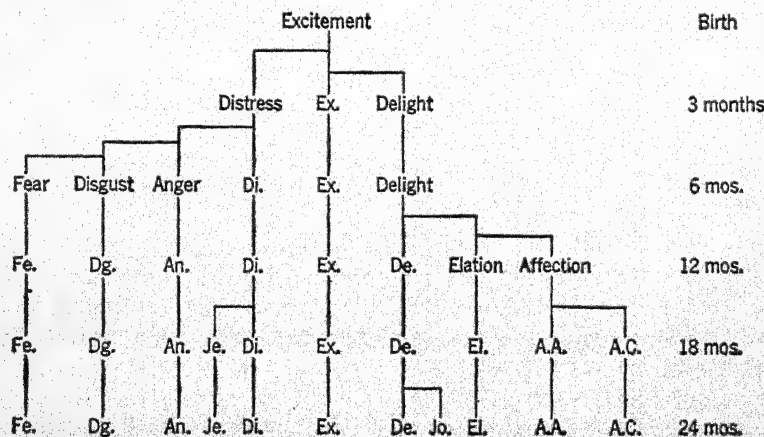 Excitement Birth
Distress Ex. Delight 3 months
Fear Disgust Anger Di. Ex. Delight 6 mos.
Fe. Dg. An. Di. Ex. De. Elation Affection 12 mos.
Fe. Dg. An. Je. Di. Ex. De. El. A.A. A.C. 18 mos.
Fe. Dg. An. Je. Di. Ex. De. Jo. El. A.A. A.C. 24 mos.